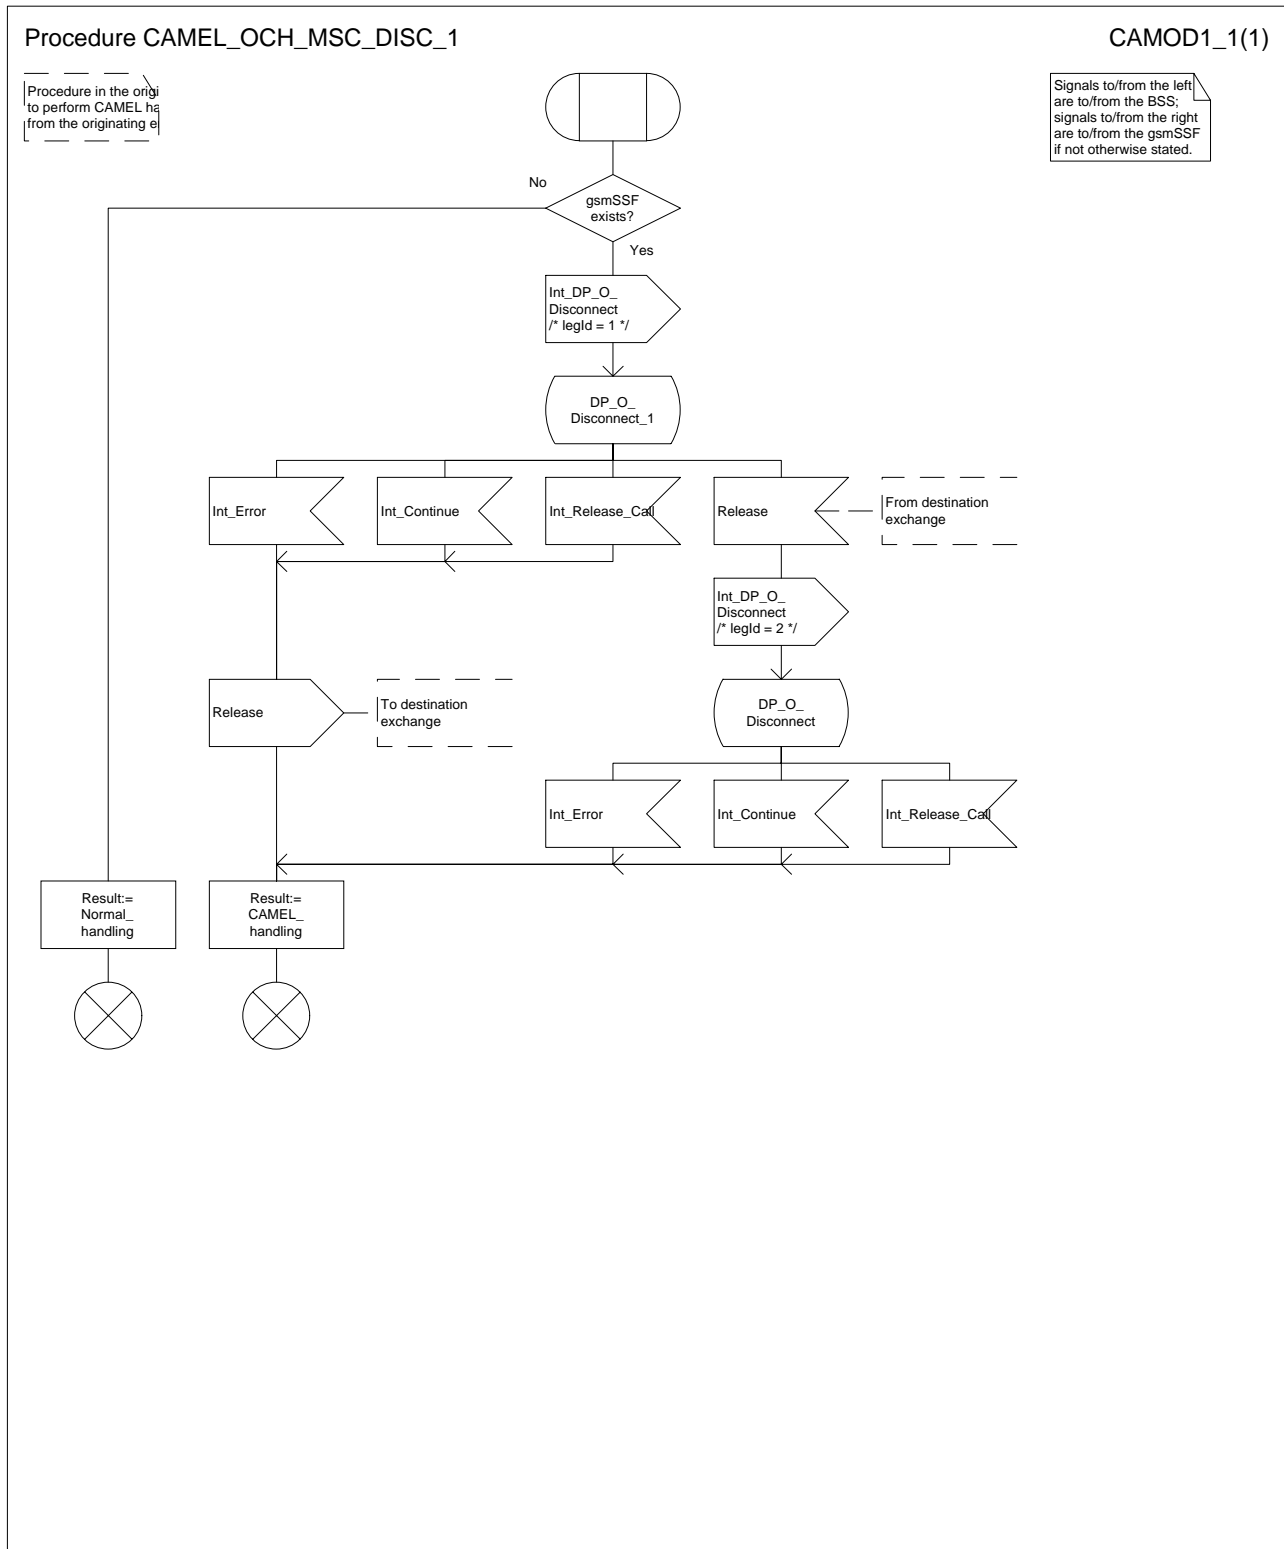 Procedure CAMEL_OCH_MSC_DISC_1
CAMOD1_1(1)
Procedure in the origi
to perform CAMEL ha
from the originating e
Signals to/from the left
are to/from the BSS;
signals to/from the right
are to/from the gsmSSF
if not otherwise stated.
No
gsmSSF
exists?
Yes
Int_DP_O_
Disconnect
/* legId = 1 */
DP_O_
Disconnect_1
Int_Error
Int_Continue
Int_Release_Call
Release
From destination
exchange
Int_DP_O_
Disconnect
/* legId = 2 */
Release
To destination
exchange
DP_O_
Disconnect
Int_Error
Int_Continue
Int_Release_Call
Result:=
Normal_
handling
Result:=
CAMEL_
handling